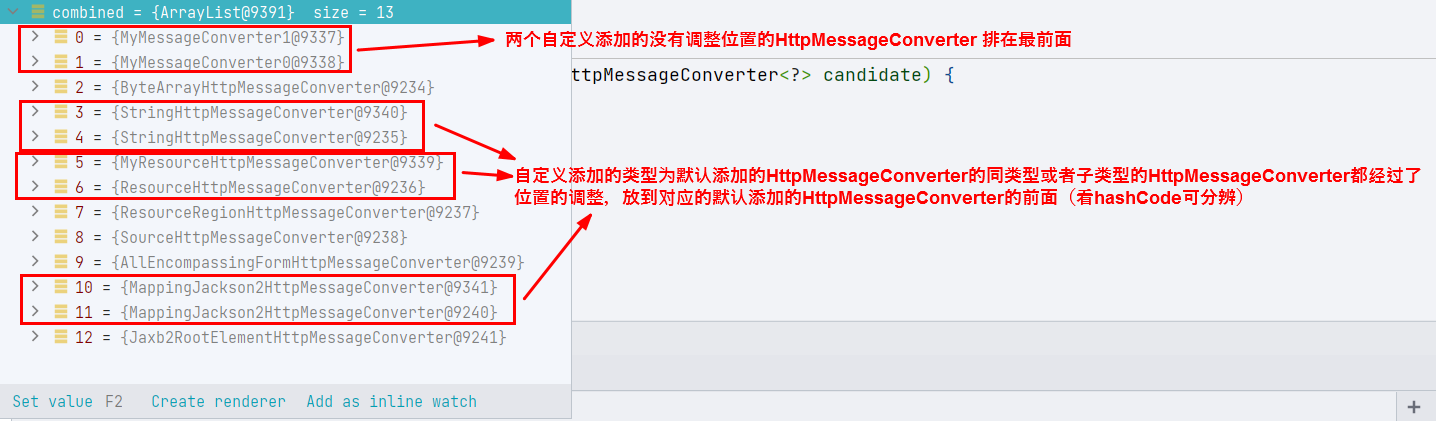 combined = {ArrayList@9391}  size = 13
0 = {MyMessageConverter1@9337}
两个自定义添加的没有调整位置的HttpMessageConverter 排在最前面
1 = {MyMessageConverter0@9338}
ttpMessageConverter<?> candidate) {
2 = {ByteArrayHttpMessageConverter@9234}
3 = {StringHttpMessageConverter@9340}
4 = {StringHttpMessageConverter@9235}
5 = {MyResourceHttpMessageConverter@9339}
自定义添加的类型为默认添加的HttpMessageConverter的同类型或者子类型的HttpMessageConverter都经过了
6 = {ResourceHttpMessageConverter@9236}
位置的调整，放到对应的默认添加的HttpMessageConverter的前面（看hashCode可分辨）
7 = {ResourceRegionHttpMessageConverter@9237}
8 = {SourceHttpMessageConverter@9238}
9 = {AllEncompassingFormHttpMessageConverter@9239}
10 = {MappingJackson2HttpMessageConverter@9341}
11 = {MappingJackson2HttpMessageConverter@9240}
12 = {Jaxb2RootElementHttpMessageConverter@9241}
Set value F2 Create renderer Add as inline watch